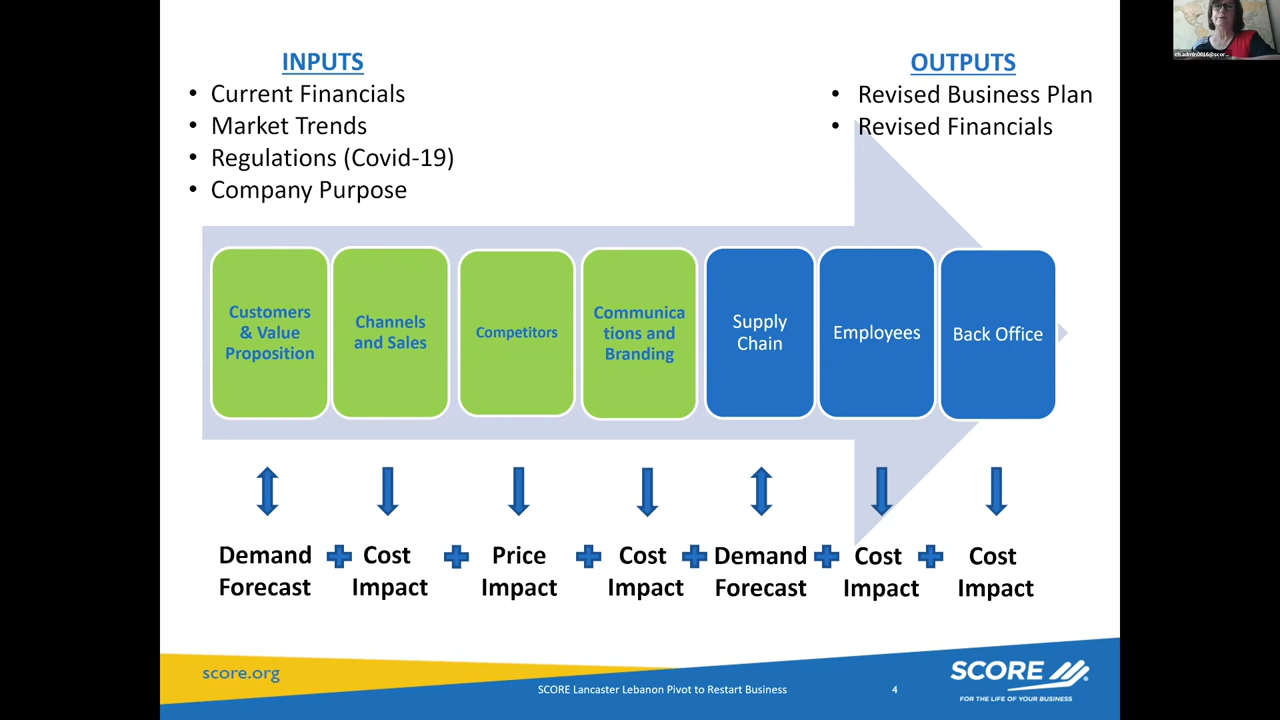 INPUTS
• Current Financials
• Market Trends
• Regulations (Covid-19)
• Company Purpose
OUTPUTS
• Revised Business Plan
• Revised Financials
Customers
& Value
Proposition
Channels
and Sales
Competitors
Communica
tions and
Branding
Supply
Chain
Employees
Back Office
Demand
Forecast
Cost
Impact
Price
Impact
Cost
Impact
Demand
Forecast
Cost
Impact
Cost
Impact
score.org
SCORE Lancaster Lebanon Pivot to Restart Business
4
SCORE
FOR THE LIFE OF YOUR BUSINESS